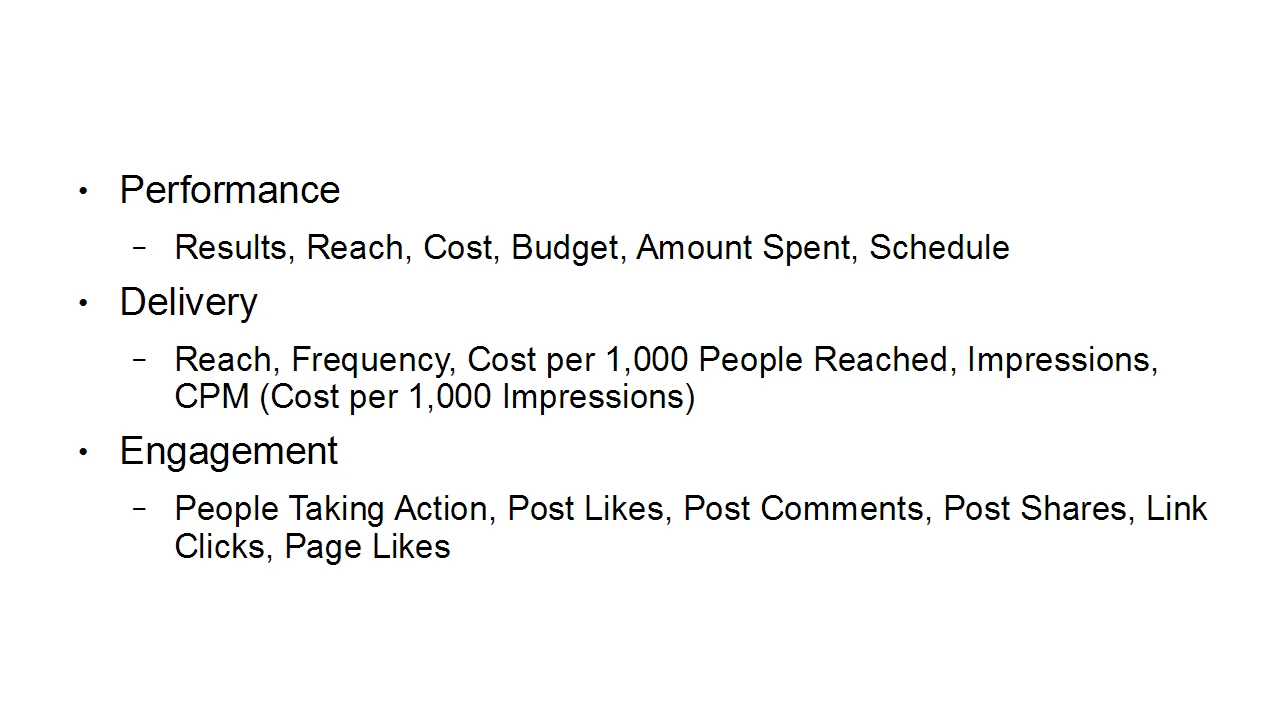 • Performance
– Results, Reach, Cost, Budget, Amount Spent, Schedule
• Delivery
– Reach, Frequency, Cost per 1,000 People Reached, Impressions,
CPM (Cost per 1,000 Impressions)
• Engagement
– People Taking Action, Post Likes, Post Comments, Post Shares, Link
Clicks, Page Likes